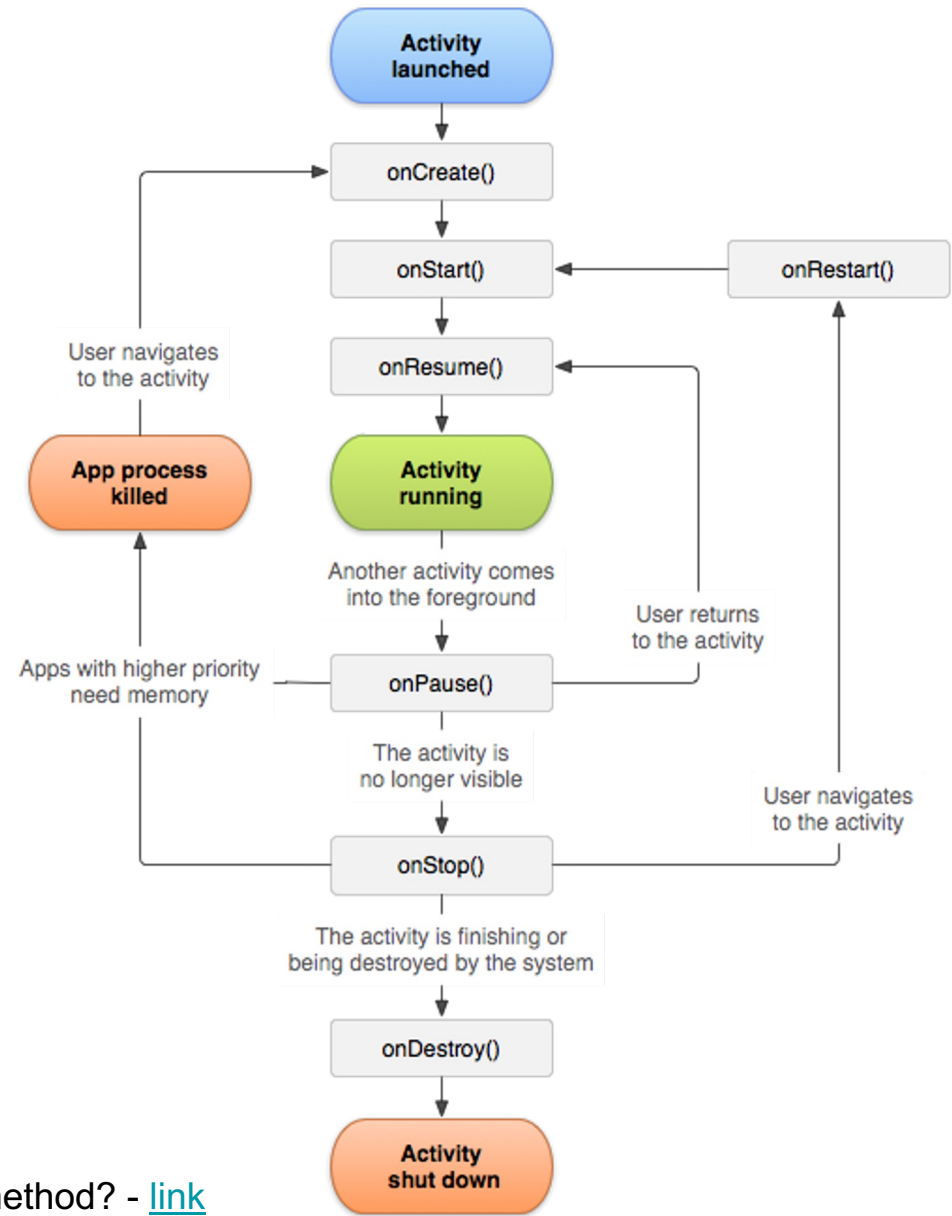 Activity
launched
onCreate()
onStart()
onRestart()
onResume()
User navigates
to the activity
App process
killed
Activity
running
Another activity comes
into the foreground
User returns
to the activity
Apps with higher priority
need memory
onPause()
The activity is
no longer visible
User navigates
to the activity
onStop()
The activity is finishing or
being destroyed by the system
onDestroy()
Activity
shut down
method? - link